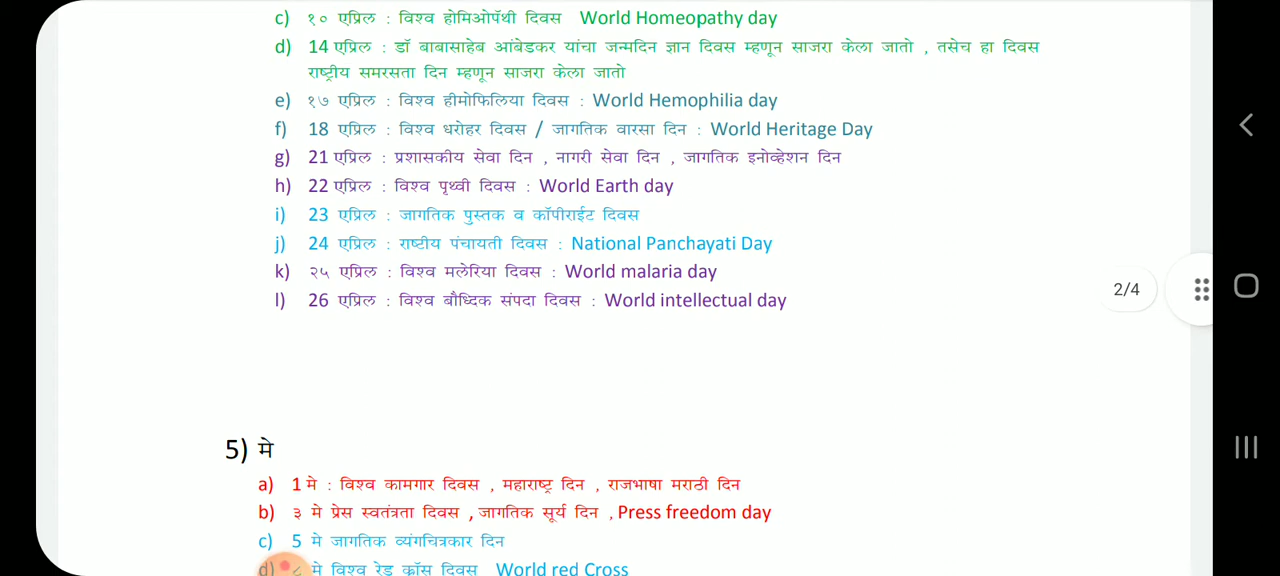 c) १० एप्रिल : विश्व होमिओपॅथी दिवस World Homeopathy day
d) 14 एप्रिल : डॉ बाबासाहेब आंबेडकर यांचा जन्मदिन ज्ञान दिवस म्हणून साजरा केला जातो , तसेच हा दिवस
राष्ट्रीय समरसता दिन म्हणून साजरा केला जातो
e) १७ एप्रिल : विश्व हीमोफिलिया दिवस : World Hemophilia day
f) 18 एप्रिल : विश्व धरोहर दिवस / जागतिक वारसा दिन : World Heritage Day
g) 21 एप्रिल : प्रशासकीय सेवा दिन , नागरी सेवा दिन , जागतिक इनोव्हेशन दिन
h) 22 एप्रिल : विश्व पृथ्वी दिवस : World Earth day
i) 23 एप्रिल : जागतिक पुस्तक व कॉपीराईट दिवस
j) 24 एप्रिल : राष्टीय पंचायती दिवस : National Panchayati Day
k) २५ एप्रिल : विश्व मलेरिया दिवस : World malaria day
l) 26 एप्रिल : विश्व बौध्दिक संपदा दिवस : World intellectual day
2/4
5) मे
a) 1 मे : विश्व कामगार दिवस , महाराष्ट्र दिन , राजभाषा मराठी दिन
b) ३ मे प्रेस स्वतंत्रता दिवस , जागतिक सूर्य दिन , Press freedom day
c) 5 मे जागतिक व्यंगचित्रकार दिन
d) ८ मे विश्व रेड क्रॉस दिवस World red Cross